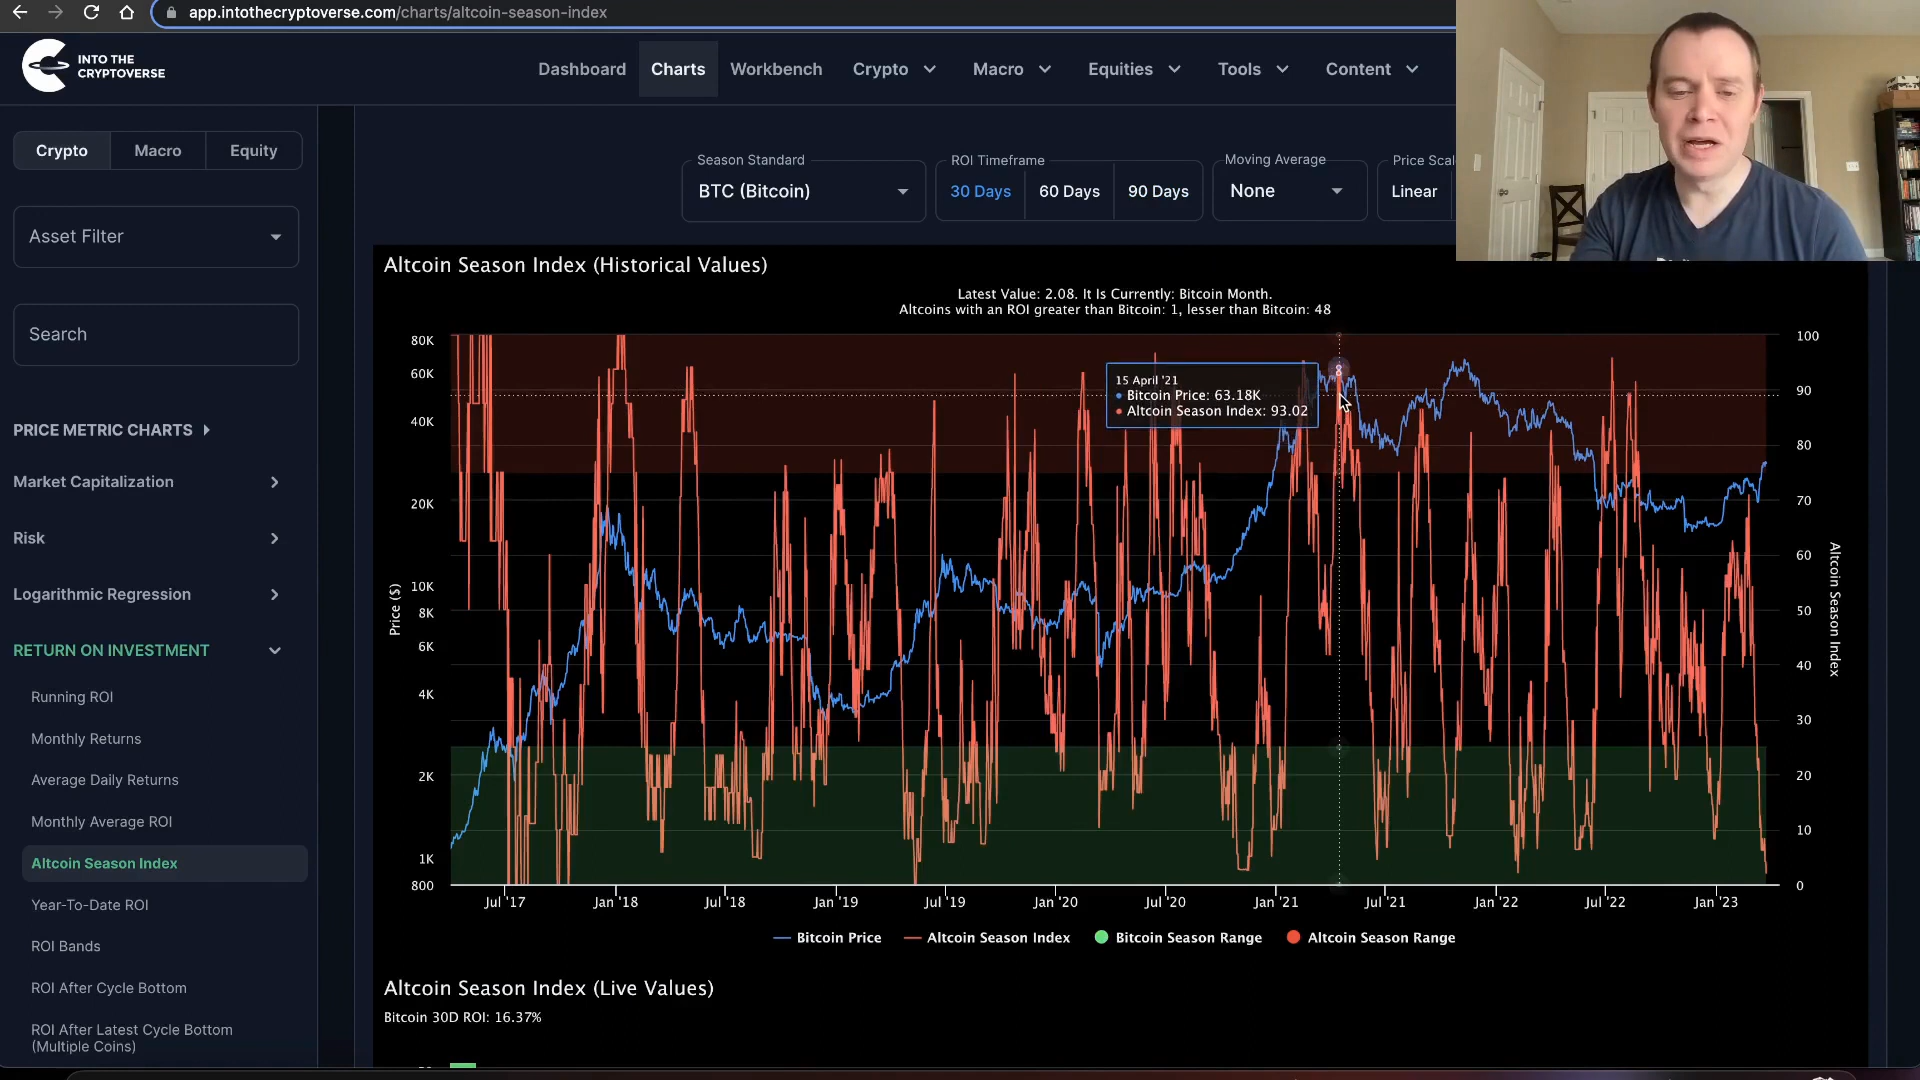 app.intothecryptoverse.com/charts/altcoin-season-index
INTO THE
CRYPTOVERSE
Dashboard
Charts
Workbench
Crypto
Macro
Equities
Tools
Content
Crypto
Macro
Equity
Asset Filter
Search
PRICE METRIC CHARTS
Market Capitalization
Risk
Logarithmic Regression
RETURN ON INVESTMENT
Running ROI
Monthly Returns
Average Daily Returns
Monthly Average ROI
Altcoin Season Index
Year-To-Date ROI
ROI Bands
ROI After Cycle Bottom
ROI After Latest Cycle Bottom
(Multiple Coins)
Season Standard
BTC (Bitcoin)
ROI Timeframe
30 Days
60 Days
90 Days
Moving Average
None
Price Scal
Linear
Altcoin Season Index (Historical Values)
Latest Value: 2.08. It Is Currently: Bitcoin Month.
Altcoins with an ROI greater than Bitcoin: 1, lesser than Bitcoin: 48
80K
60K
40K
20K
10K
8K
6K
4K
2K
1K
800
Price ($)
15 April '21
Bitcoin Price: 63.18K
Altcoin Season Index: 93.02
100
90
80
70
60
50
40
30
20
10
0
Altcoin Season Index
Jul '17
Jan '18
Jul '18
Jan '19
Jul '19
Jan '20
Jul '20
Jan '21
Jul '21
Jan '22
Jul '22
Jan '23
Bitcoin Price
Altcoin Season Index
Bitcoin Season Range
Altcoin Season Range
Altcoin Season Index (Live Values)
Bitcoin 30D ROI: 16.37%